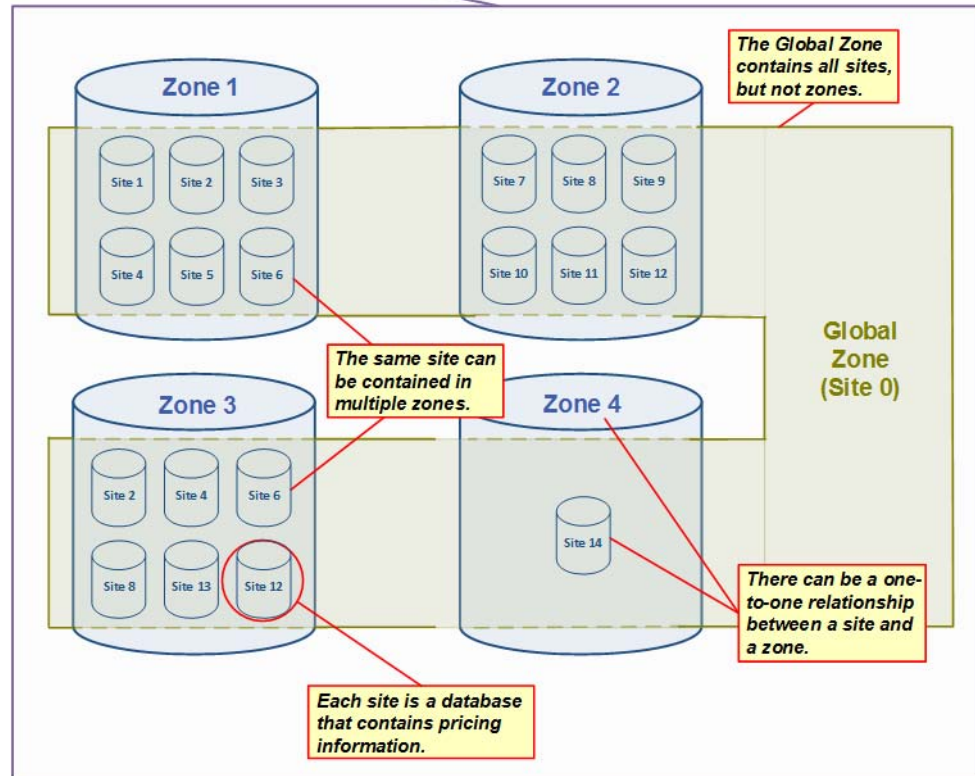 The Global Zone
contains all sites,
but not zones.
Zone 1
Zone 2
Site 1
Site 2
Site 3
Site 7
Site 8
Site 9
Site 4
Site 5
Site 6
Site 10
Site 11
Site 12
Global
Zone
(Site 0)
The same site can
be contained in
multiple zones.
Zone 3
Zone 4
Site 2
Site 4
Site 6
Site 14
Site 8
Site 13
Site 12
There can be a one-
to-one relationship
between a site and
a zone.
Each site is a database
that contains pricing
information.